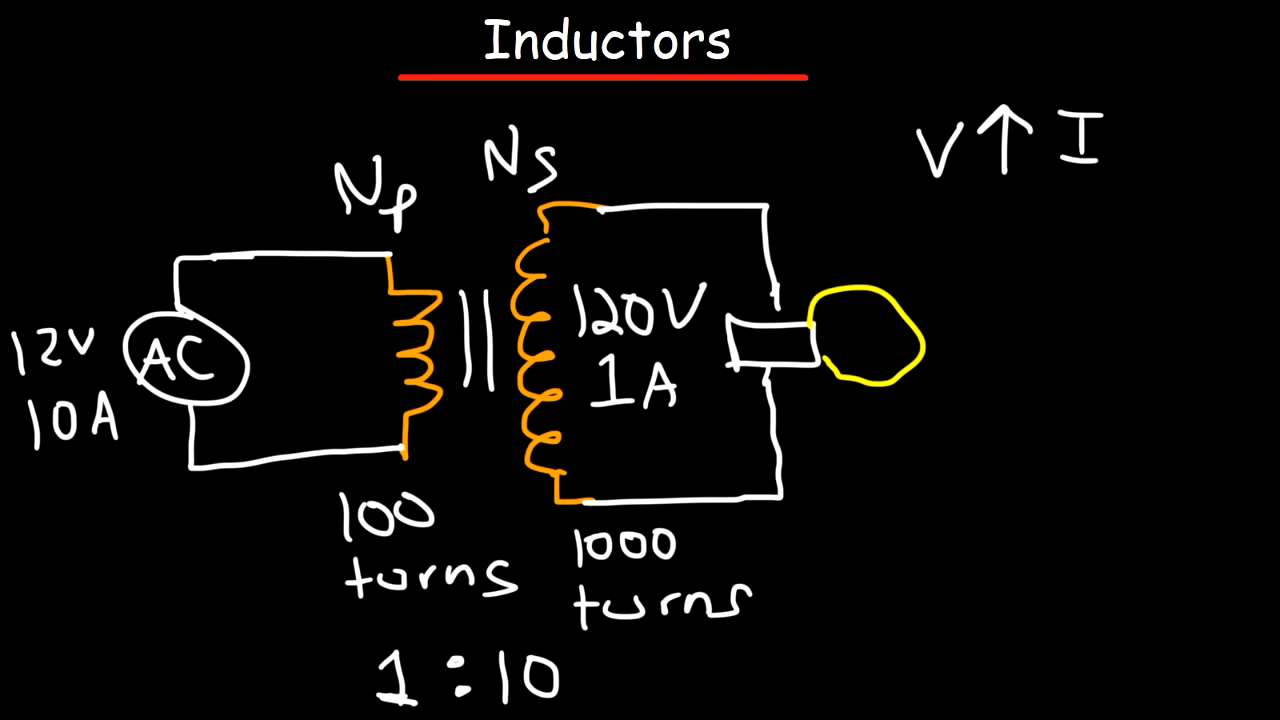 Inductors
V ↑ I
Np
Ns
12V
10A
AC
120V
1A
100
turns
1000
turns
1:10